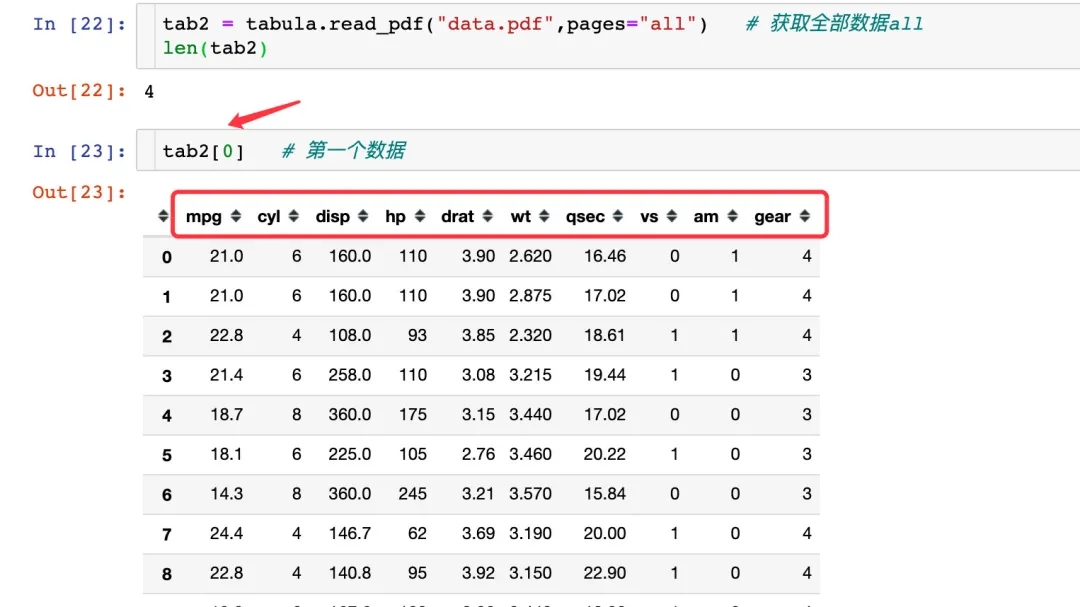 In [22]: tab2 = tabula.read_pdf("data.pdf",pages="all") # 获取全部数据all
len(tab2)
Out[22]: 4
In [23]: tab2[0] # 第一个数据
Out[23]:
mpg cyl disp hp drat wt qsec vs am gear
0 21.0 6 160.0 110 3.90 2.620 16.46 0 1 4
1 21.0 6 160.0 110 3.90 2.875 17.02 0 1 4
2 22.8 4 108.0 93 3.85 2.320 18.61 1 1 4
3 21.4 6 258.0 110 3.08 3.215 19.44 1 0 3
4 18.7 8 360.0 175 3.15 3.440 17.02 0 0 3
5 18.1 6 225.0 105 2.76 3.460 20.22 1 0 3
6 14.3 8 360.0 245 3.21 3.570 15.84 0 0 3
7 24.4 4 146.7 62 3.69 3.190 20.00 1 0 4
8 22.8 4 140.8 95 3.92 3.150 22.90 1 0 4